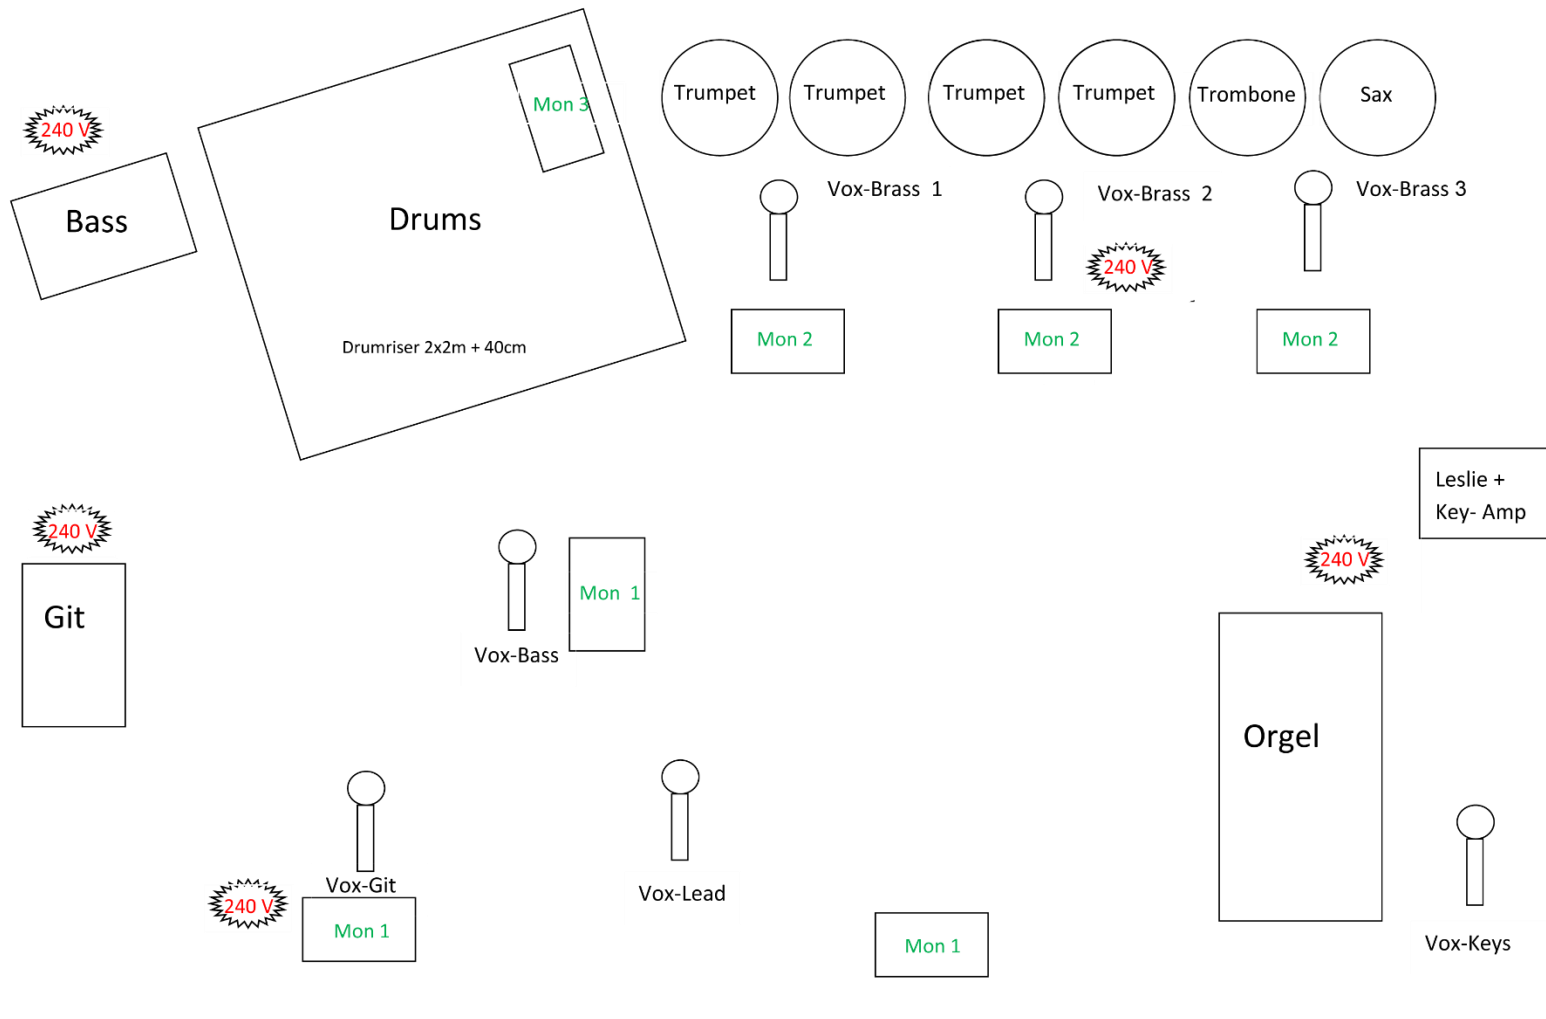 Mon 3
Trumpet
Trumpet
Trumpet
Trumpet
Trombone
Sax
240 V
Bass
Drums
Vox-Brass 1
Vox-Brass 2
Vox-Brass 3
240 V
Drumriser 2x2m + 40cm
Mon 2
Mon 2
Mon 2
Leslie +
Key- Amp
240 V
240 V
Git
Mon 1
Vox-Bass
Orgel
Vox-Git
Vox-Lead
240 V
Mon 1
Mon 1
Vox-Keys